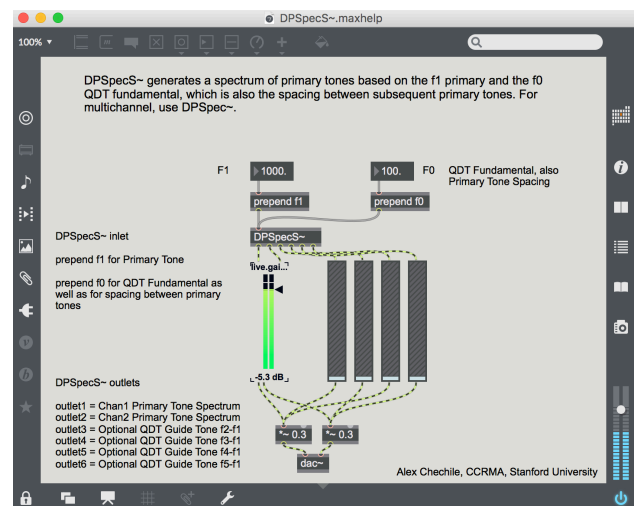 DPSpecS~.maxhelp
100%
DPSpecS~ generates a spectrum of primary tones based on the f1 primary and the f0
QDT fundamental, which is also the spacing between subsequent primary tones. For
multichannel, use DPSpec~.
F1
1000.
100.
F0
QDT Fundamental, also
Primary Tone Spacing
prepend f1
prepend f0
DPSpecS~ inlet
DPSpecS~
prepend f1 for Primary Tone
live.gai...
prepend f0 for QDT Fundamental as
well as for spacing between primary
tones
-5.3 dB
DPSpecS~ outlets
outlet1 = Chan1 Primary Tone Spectrum
outlet2 = Chan2 Primary Tone Spectrum
outlet3 = Optional QDT Guide Tone f2-f1
outlet4 = Optional QDT Guide Tone f3-f1
outlet5 = Optional QDT Guide Tone f4-f1
outlet6 = Optional QDT Guide Tone f5-f1
*~ 0.3
*~ 0.3
dac~
Alex Chechile, CCRMA, Stanford University